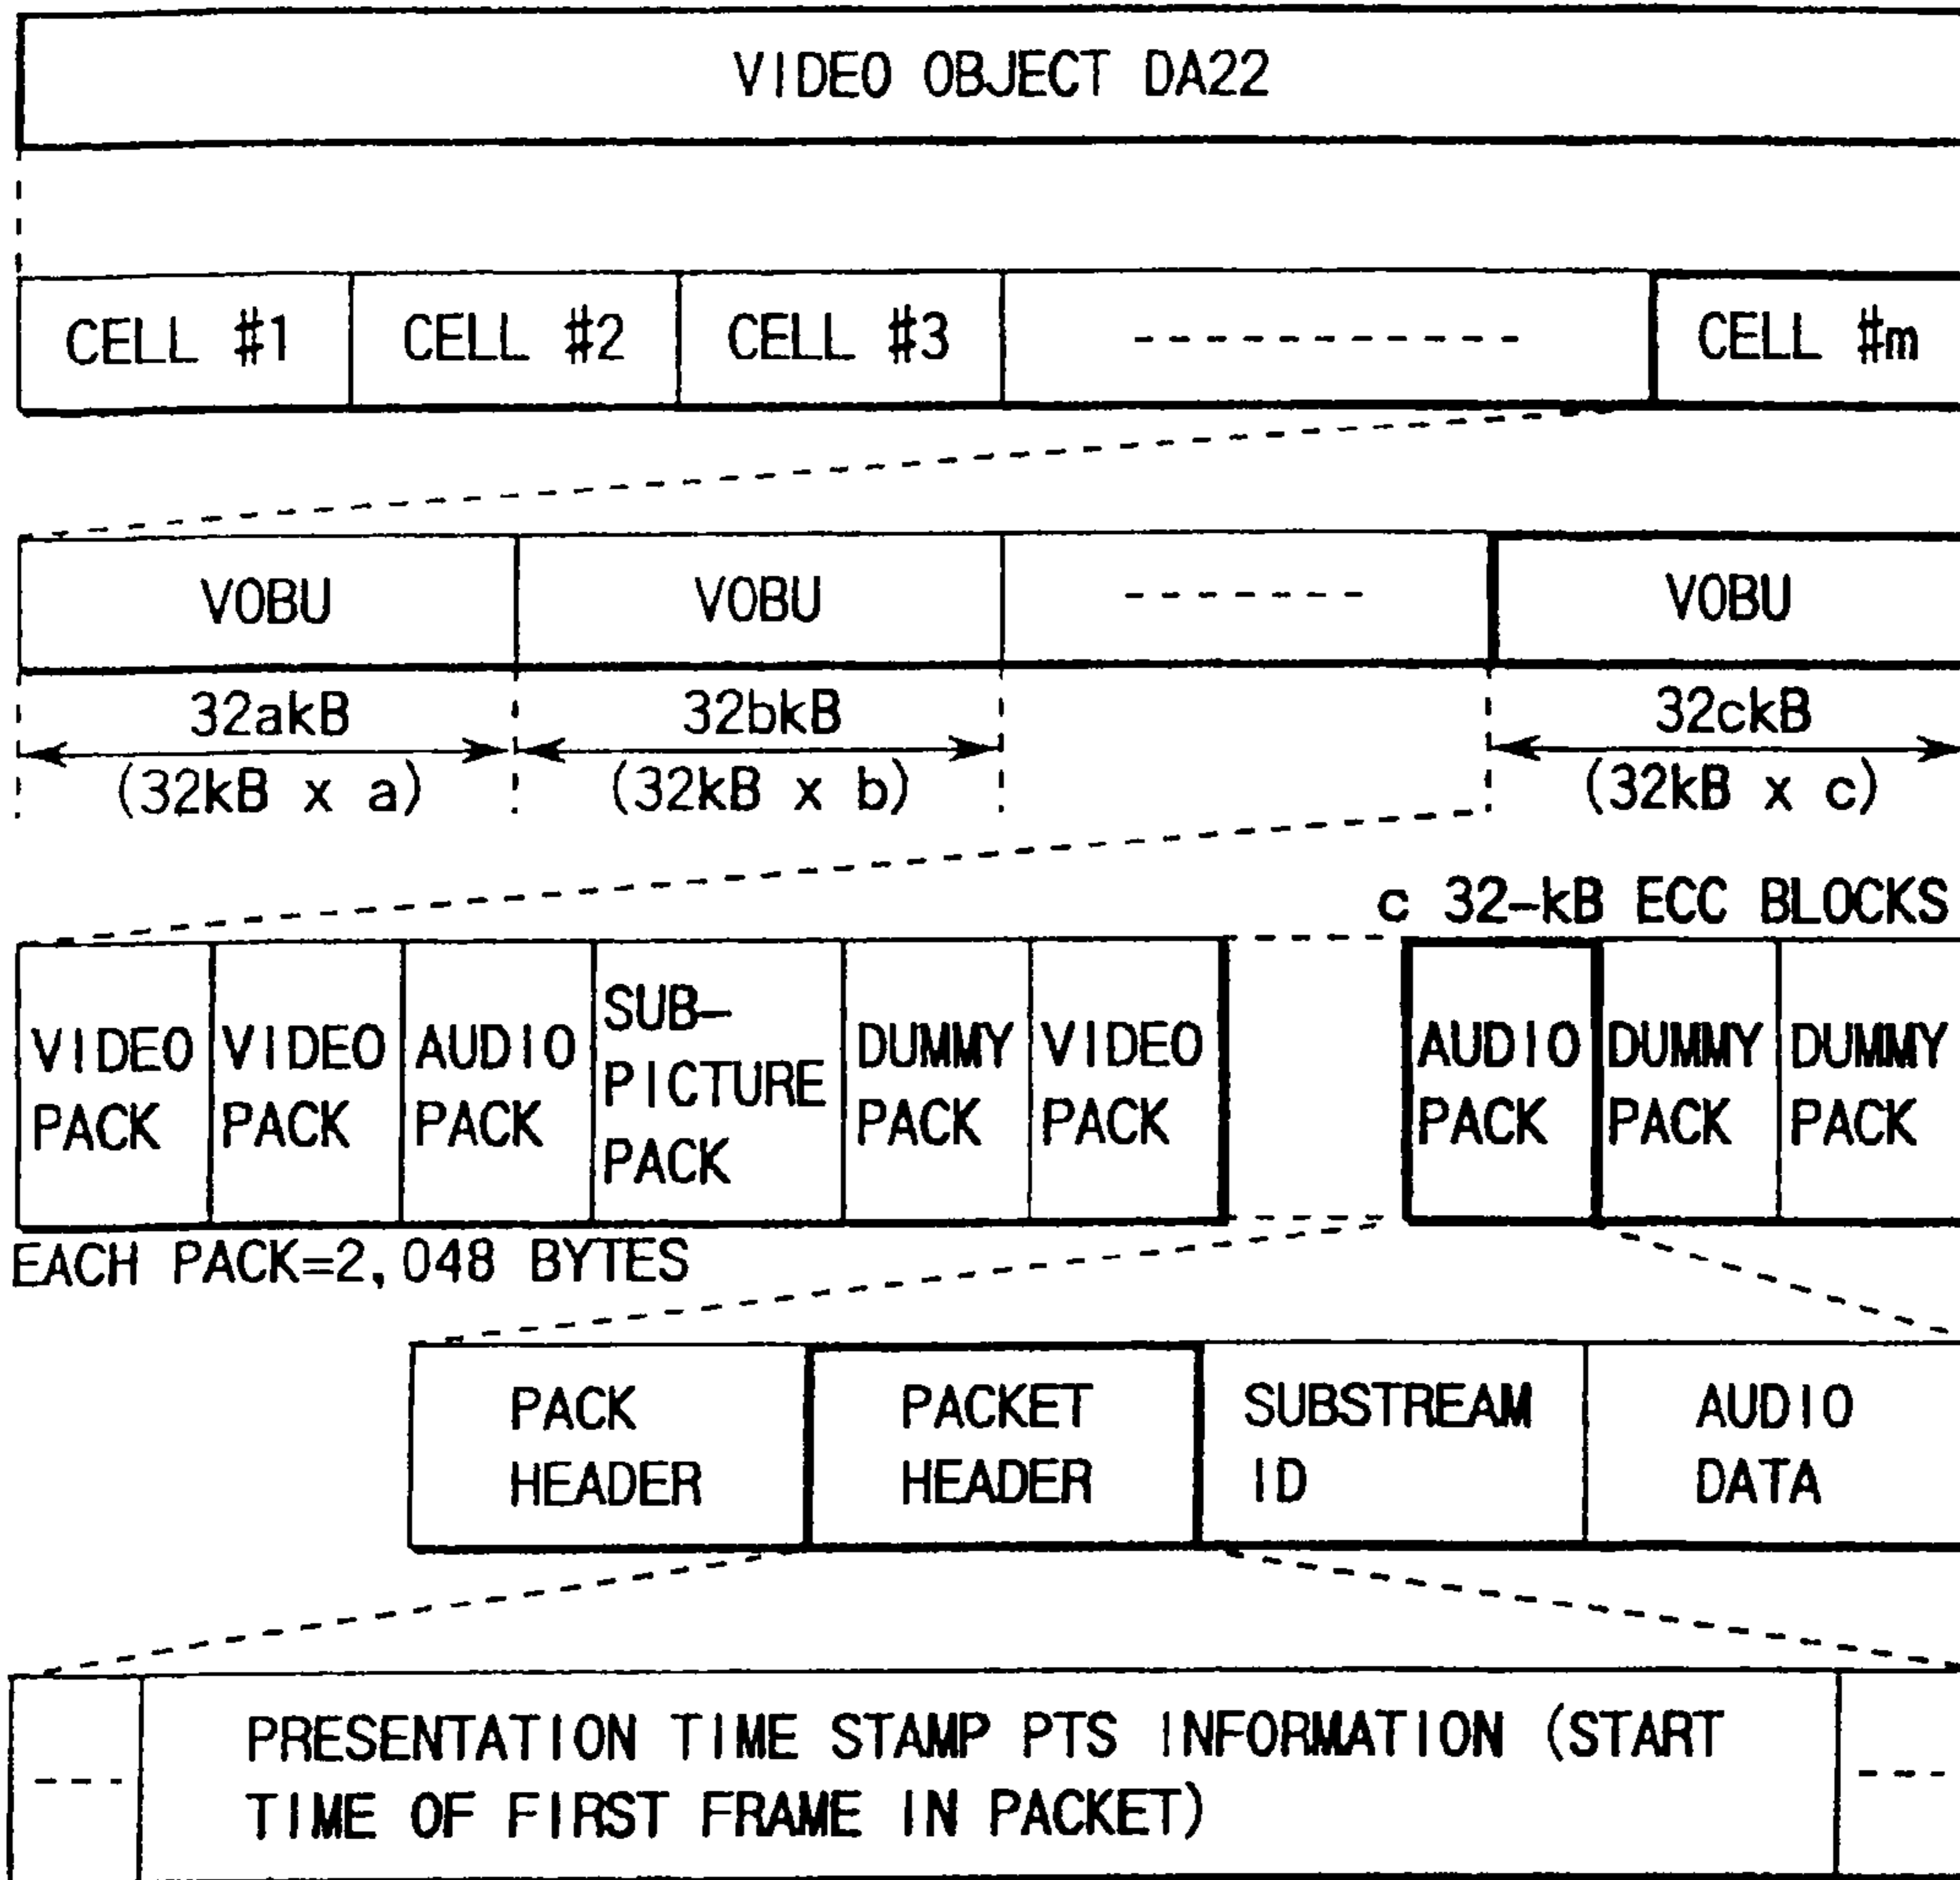 VIDEO OBJECT DA22
CELL #1 CELL #2 CELL #3 ----------- CELL #m
VOBU VOBU ------- VOBU
32akB 32bkB 32ckB
(32kB x a) (32kB x b) (32kB x c)
c 32-kB ECC BLOCKS
VIDEO PACK
VIDEO PACK
AUDIO PACK
SUB-
PICTURE
PACK
DUMMY PACK
VIDEO PACK
AUDIO PACK
DUMMY PACK
DUMMY PACK
EACH PACK=2,048 BYTES
PACK
HEADER
PACKET
HEADER
SUBSTREAM
ID
AUDIO
DATA
--- PRESENTATION TIME STAMP PTS INFORMATION (START ---
TIME OF FIRST FRAME IN PACKET)